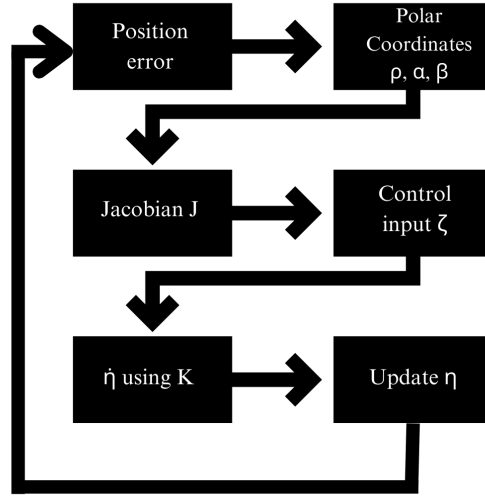 Position
error
Polar
Coordinates
ρ, α, β
Jacobian J
Control
input ζ
η̇ using K
Update η